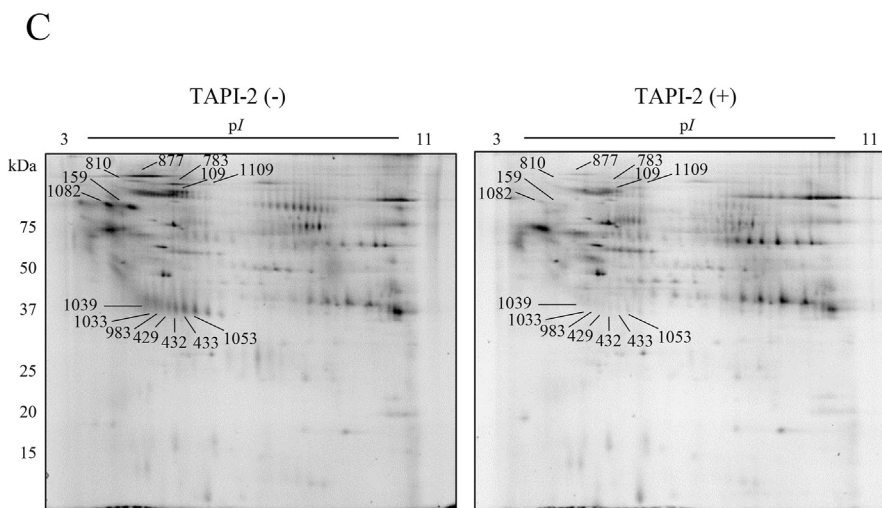 C
TAPI-2 (-)
TAPI-2 (+)
3 pI 11
3 pI 11
kDa
810 877 783
159 109 1109
1082
75
50
37
25
20
15
1039
1033
983 429 432 433 1053
810 877 783
159 109 1109
1082
1039
1033
983 429 432 433 1053